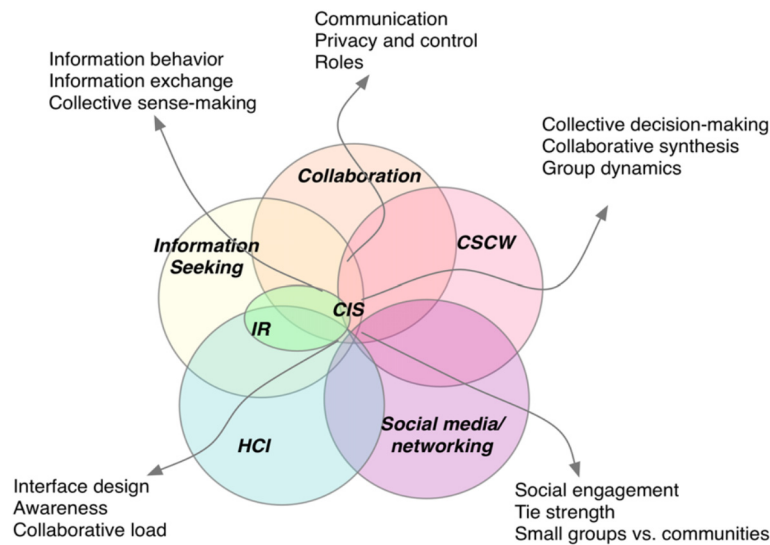 Communication
Privacy and control
Roles
Information behavior
Information exchange
Collective sense-making
Collective decision-making
Collaborative synthesis
Group dynamics
Collaboration
CSCW
Information
Seeking
CIS
IR
Social media/
networking
HCI
Interface design
Awareness
Collaborative load
Social engagement
Tie strength
Small groups vs. communities